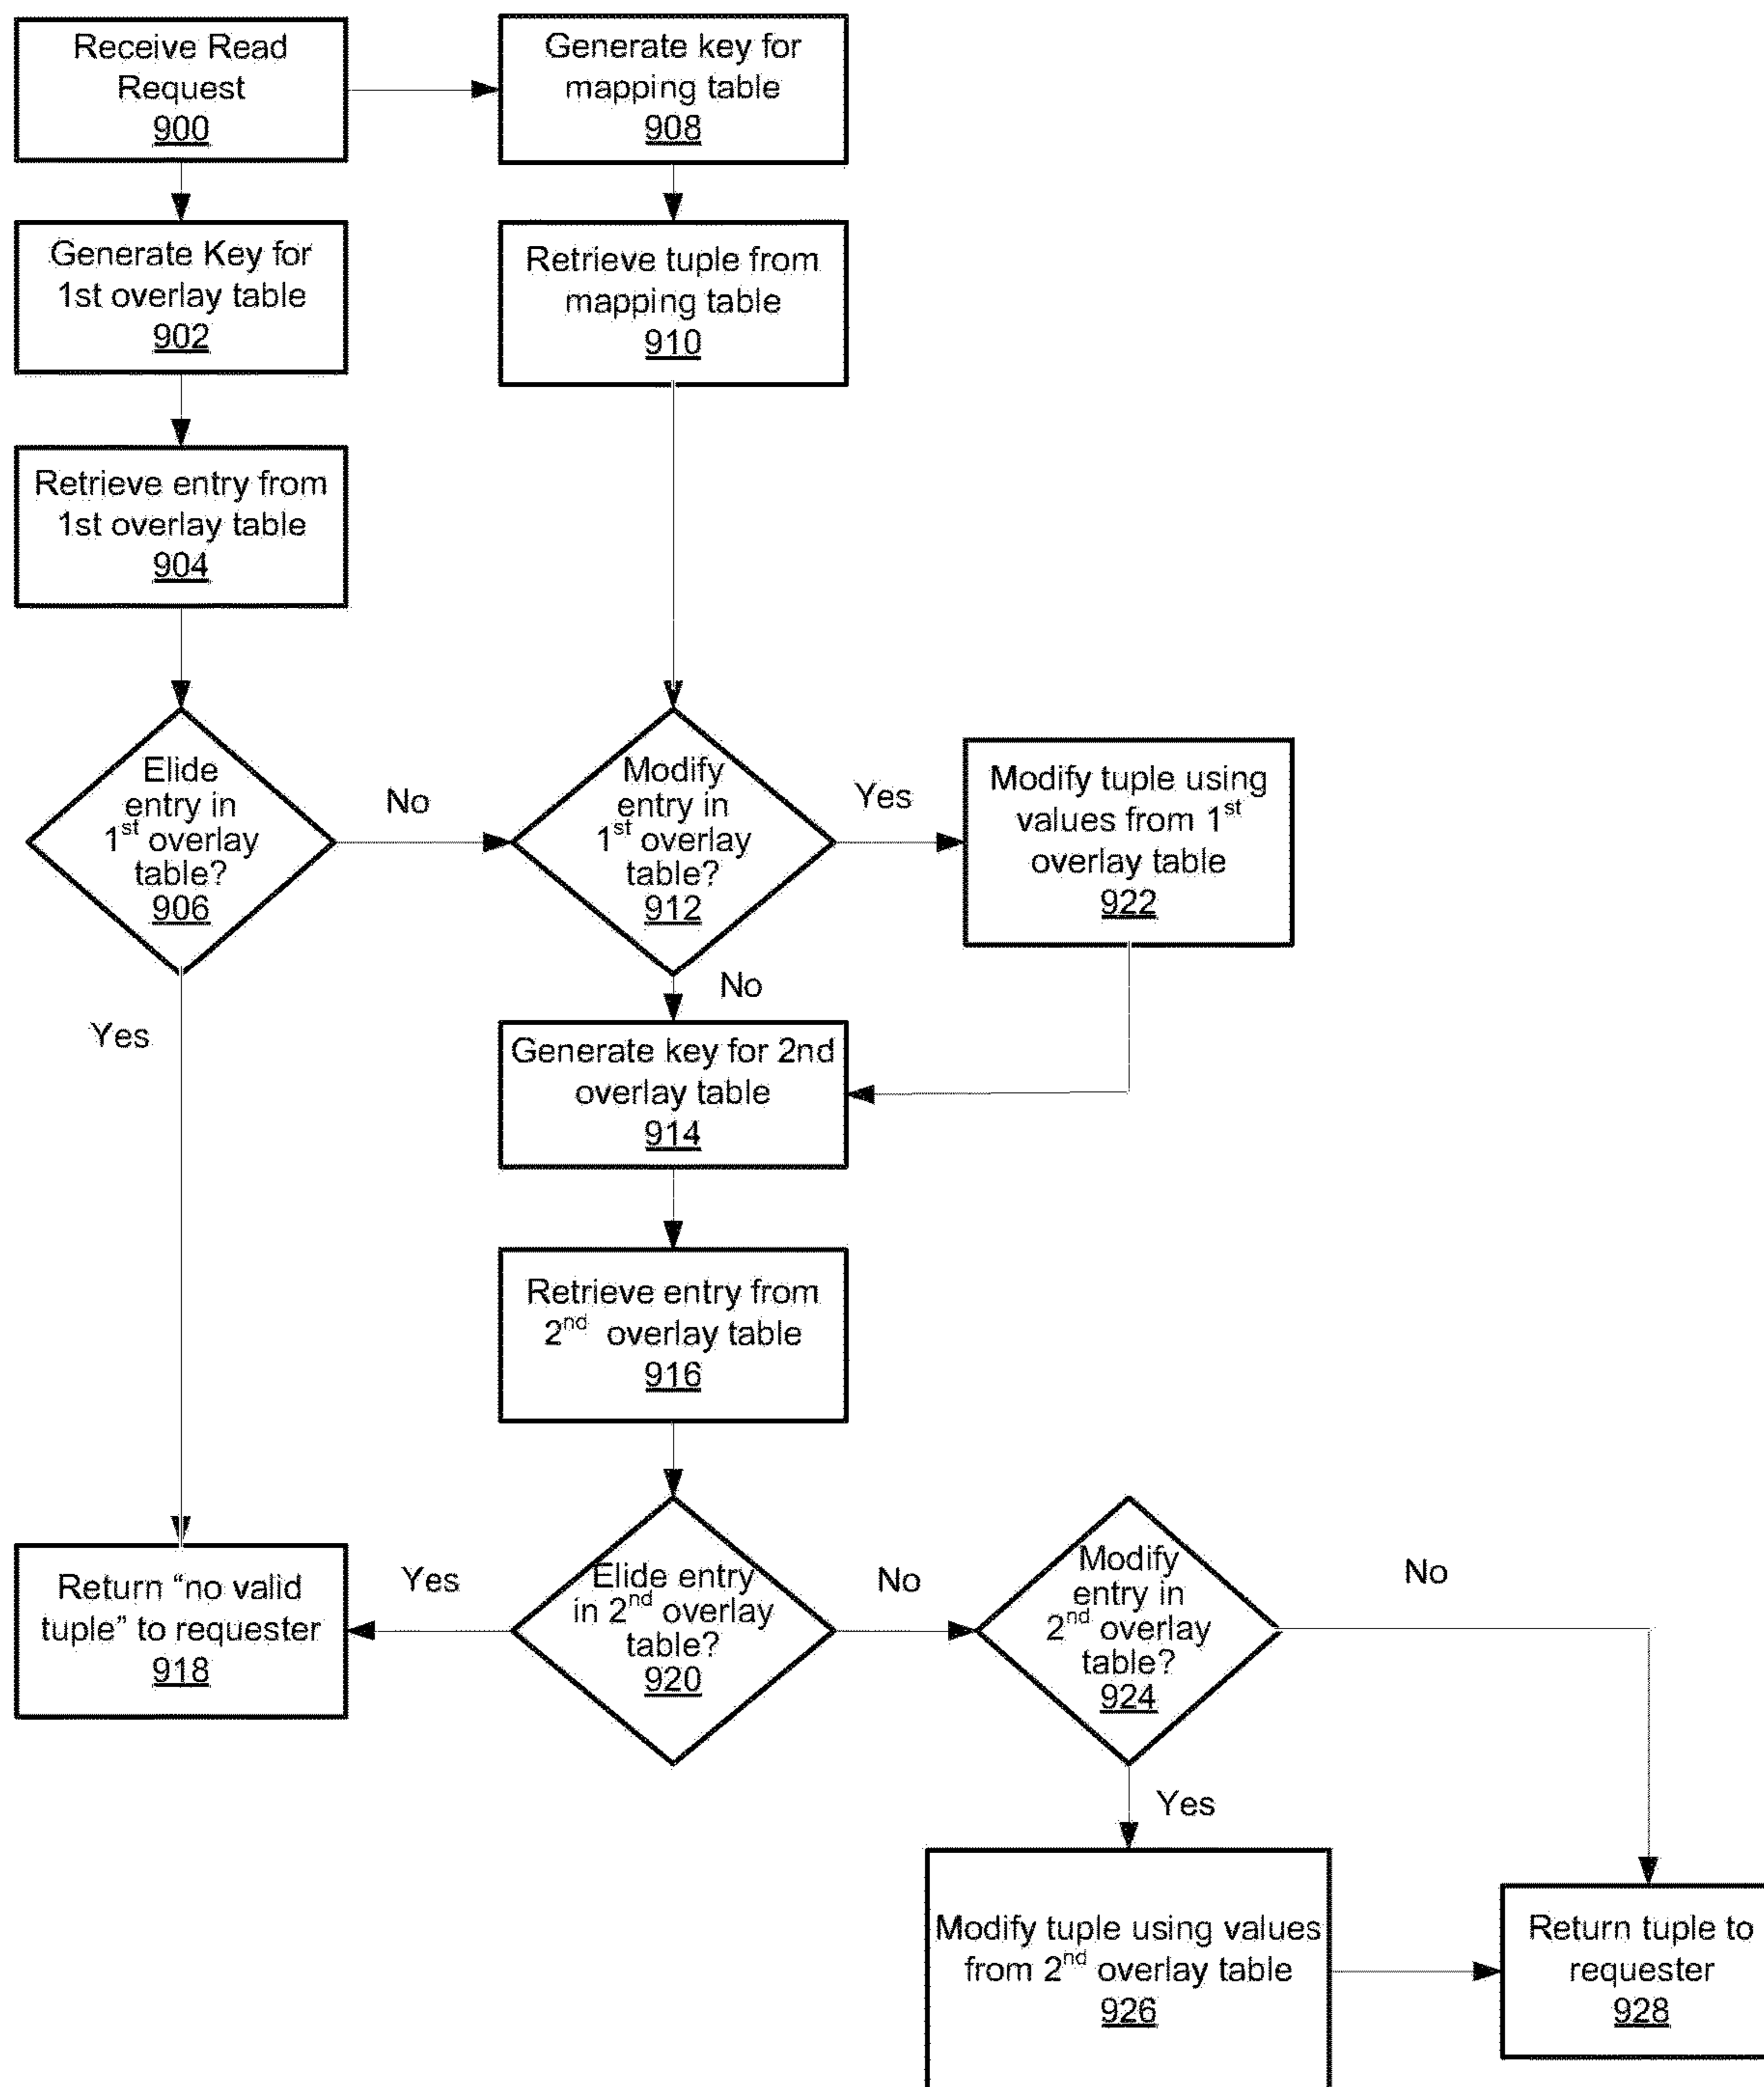 Receive Read
Request
900
Generate key for
mapping table
908
Generate Key for
1st overlay table
902
Retrieve tuple from
mapping table
910
Retrieve entry from
1st overlay table
904
Elide
entry in
1st overlay
table?
906
No
Modify
entry in
1st overlay
table?
912
Yes
Modify tuple using
values from 1st
overlay table
922
No
Yes
Generate key for 2nd
overlay table
914
Retrieve entry from
2nd overlay table
916
Return “no valid
tuple” to requester
918
Yes
Elide entry
in 2nd overlay
table?
920
No
Modify
entry in
2nd overlay
table?
924
No
Yes
Modify tuple using values
from 2nd overlay table
926
Return tuple to
requester
928